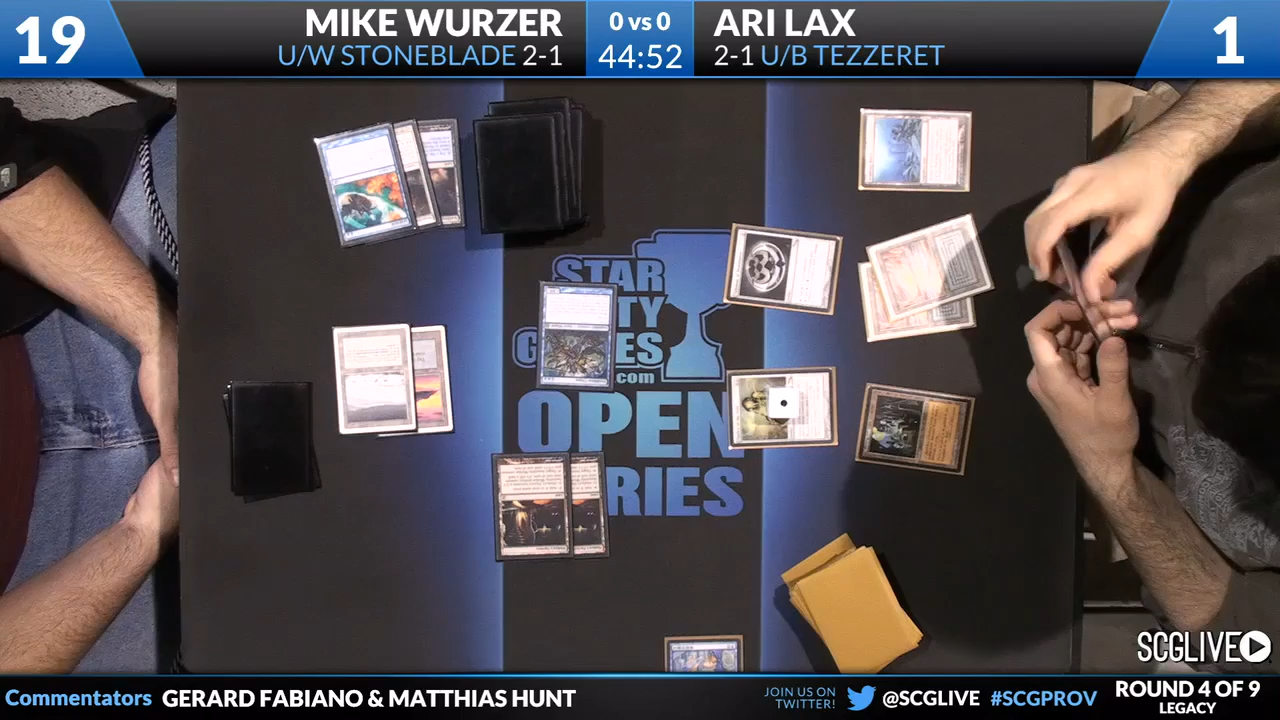 19
MIKE WURZER
U/W STONEBLADE 2-1
0 vs 0
44:52
ARI LAX
2-1 U/B TEZZERET
1
STAR
CITY
GAMES
.com
OPEN
SERIES
SCGLIVE
Commentators GERARD FABIANO & MATTHIAS HUNT
JOIN US ON
TWITTER!
@SCGLIVE #SCGPROV
ROUND 4 OF 9
LEGACY